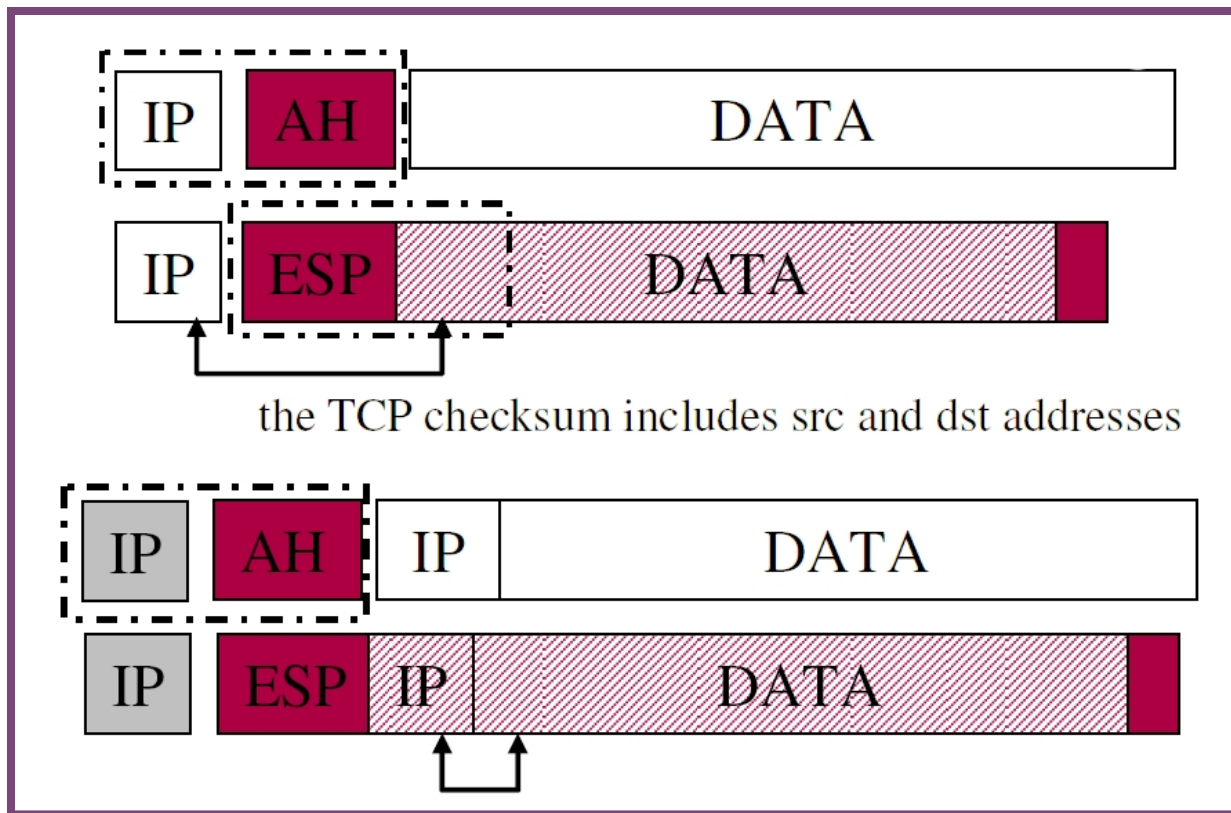 IP AH DATA
IP ESP DATA
the TCP checksum includes src and dst addresses
IP AH IP DATA
IP ESP IP DATA